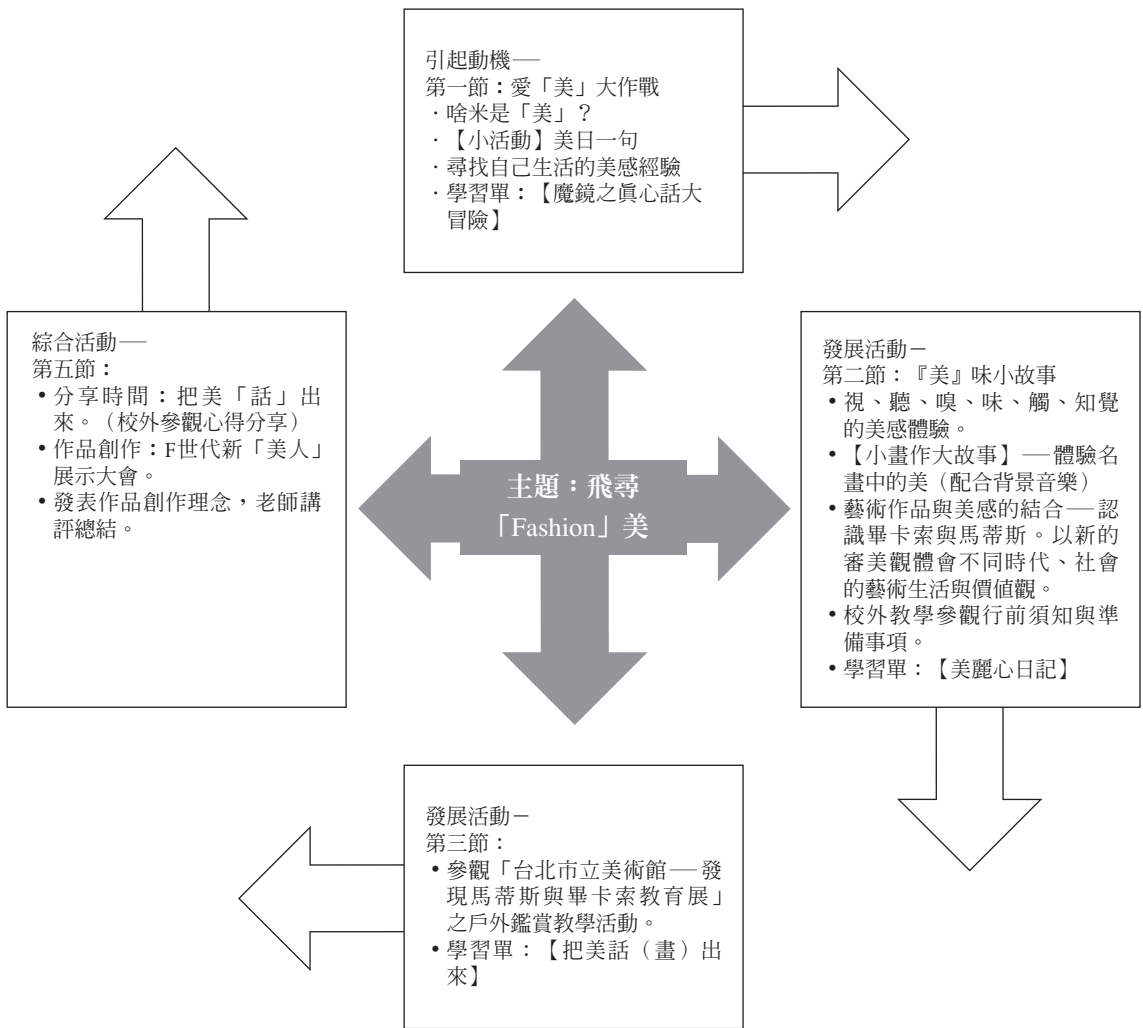 引起動機——
第一節：愛「美」大作戰
．啥米是「美」？
．【小活動】美日一句
．尋找自己生活的美感經驗
．學習單：【魔鏡之眞心話大
冒險】
綜合活動——
第五節：
•分享時間：把美「話」出
來。（校外參觀心得分享）
•作品創作：F世代新「美人」
展示大會。
•發表作品創作理念，老師講
評總結。
主題：飛尋
「Fashion」美
發展活動－
第二節：『美』味小故事
•視、聽、嗅、味、觸、知覺
的美感體驗。
•【小畫作大故事】——體驗名
畫中的美（配合背景音樂）
•藝術作品與美感的結合——認
識畢卡索與馬蒂斯。以新的
審美觀體會不同時代、社會
的藝術生活與價值觀。
•校外教學參觀行前須知與準
備事項。
•學習單：【美麗心日記】
發展活動－
第三節：
•參觀「台北市立美術館——發
現馬蒂斯與畢卡索教育展」
之戶外鑑賞教學活動。
•學習單：【把美話（畫）出
來】